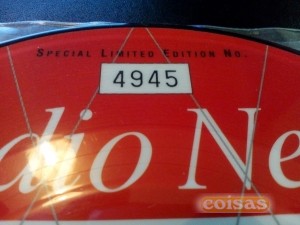 SPECIAL LIMITED EDITION NO.
4945
dio Ne
coisas